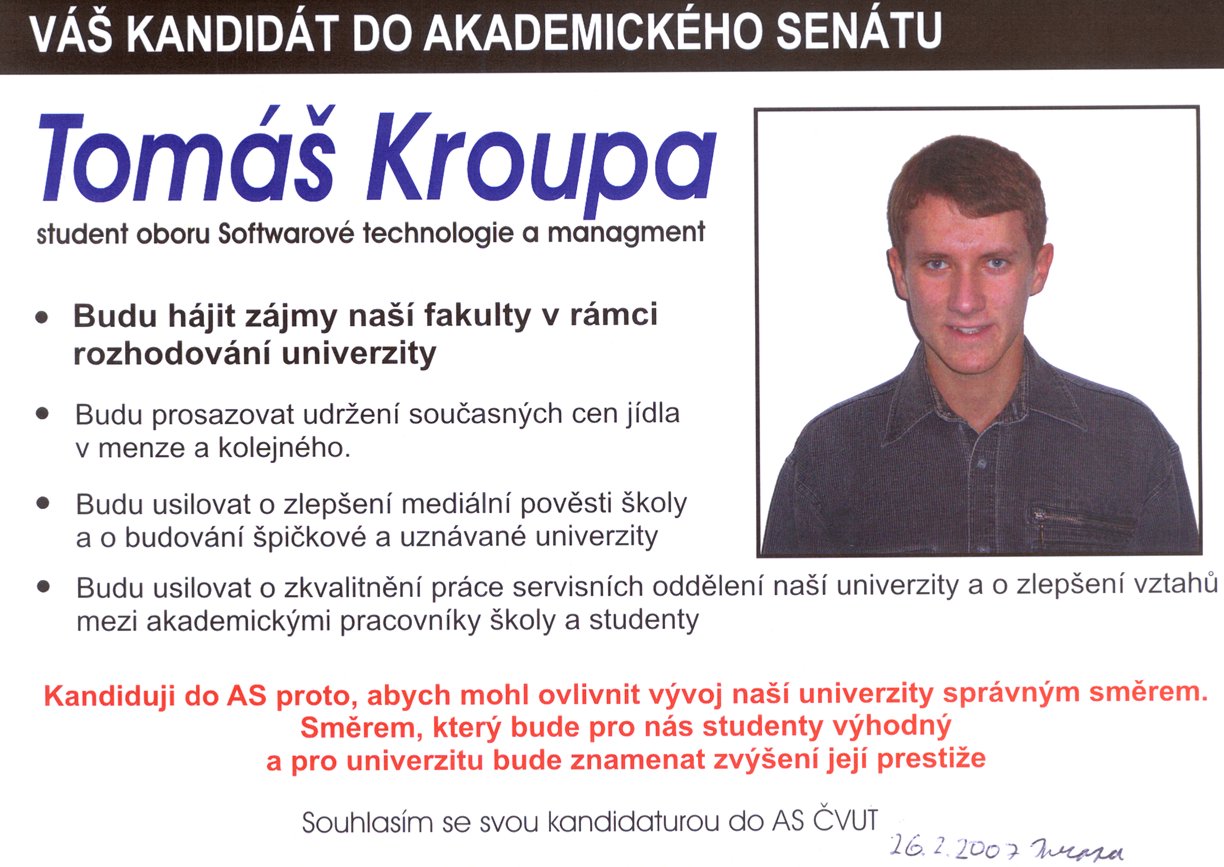 VÁŠ KANDIDÁT DO AKADEMICKÉHO SENÁTU
Tomáš Kroupa
student oboru Softwarové technologie a managment
• Budu hájit zájmy naší fakulty v rámci
rozhodování univerzity
• Budu prosazovat udržení současných cen jídla
v menze a kolejného.
• Budu usilovat o zlepšení mediální pověsti školy
a o budování špičkové a uznávané univerzity
• Budu usilovat o zkvalitnění práce servisních oddělení naší univerzity a o zlepšení vztahů
mezi akademickými pracovníky školy a studenty
Kandiduji do AS proto, abych mohl ovlivnit vývoj naší univerzity správným směrem.
Směrem, který bude pro nás studenty výhodný
a pro univerzitu bude znamenat zvýšení její prestiže
Souhlasím se svou kandidaturou do AS ČVUT
26.2.2007